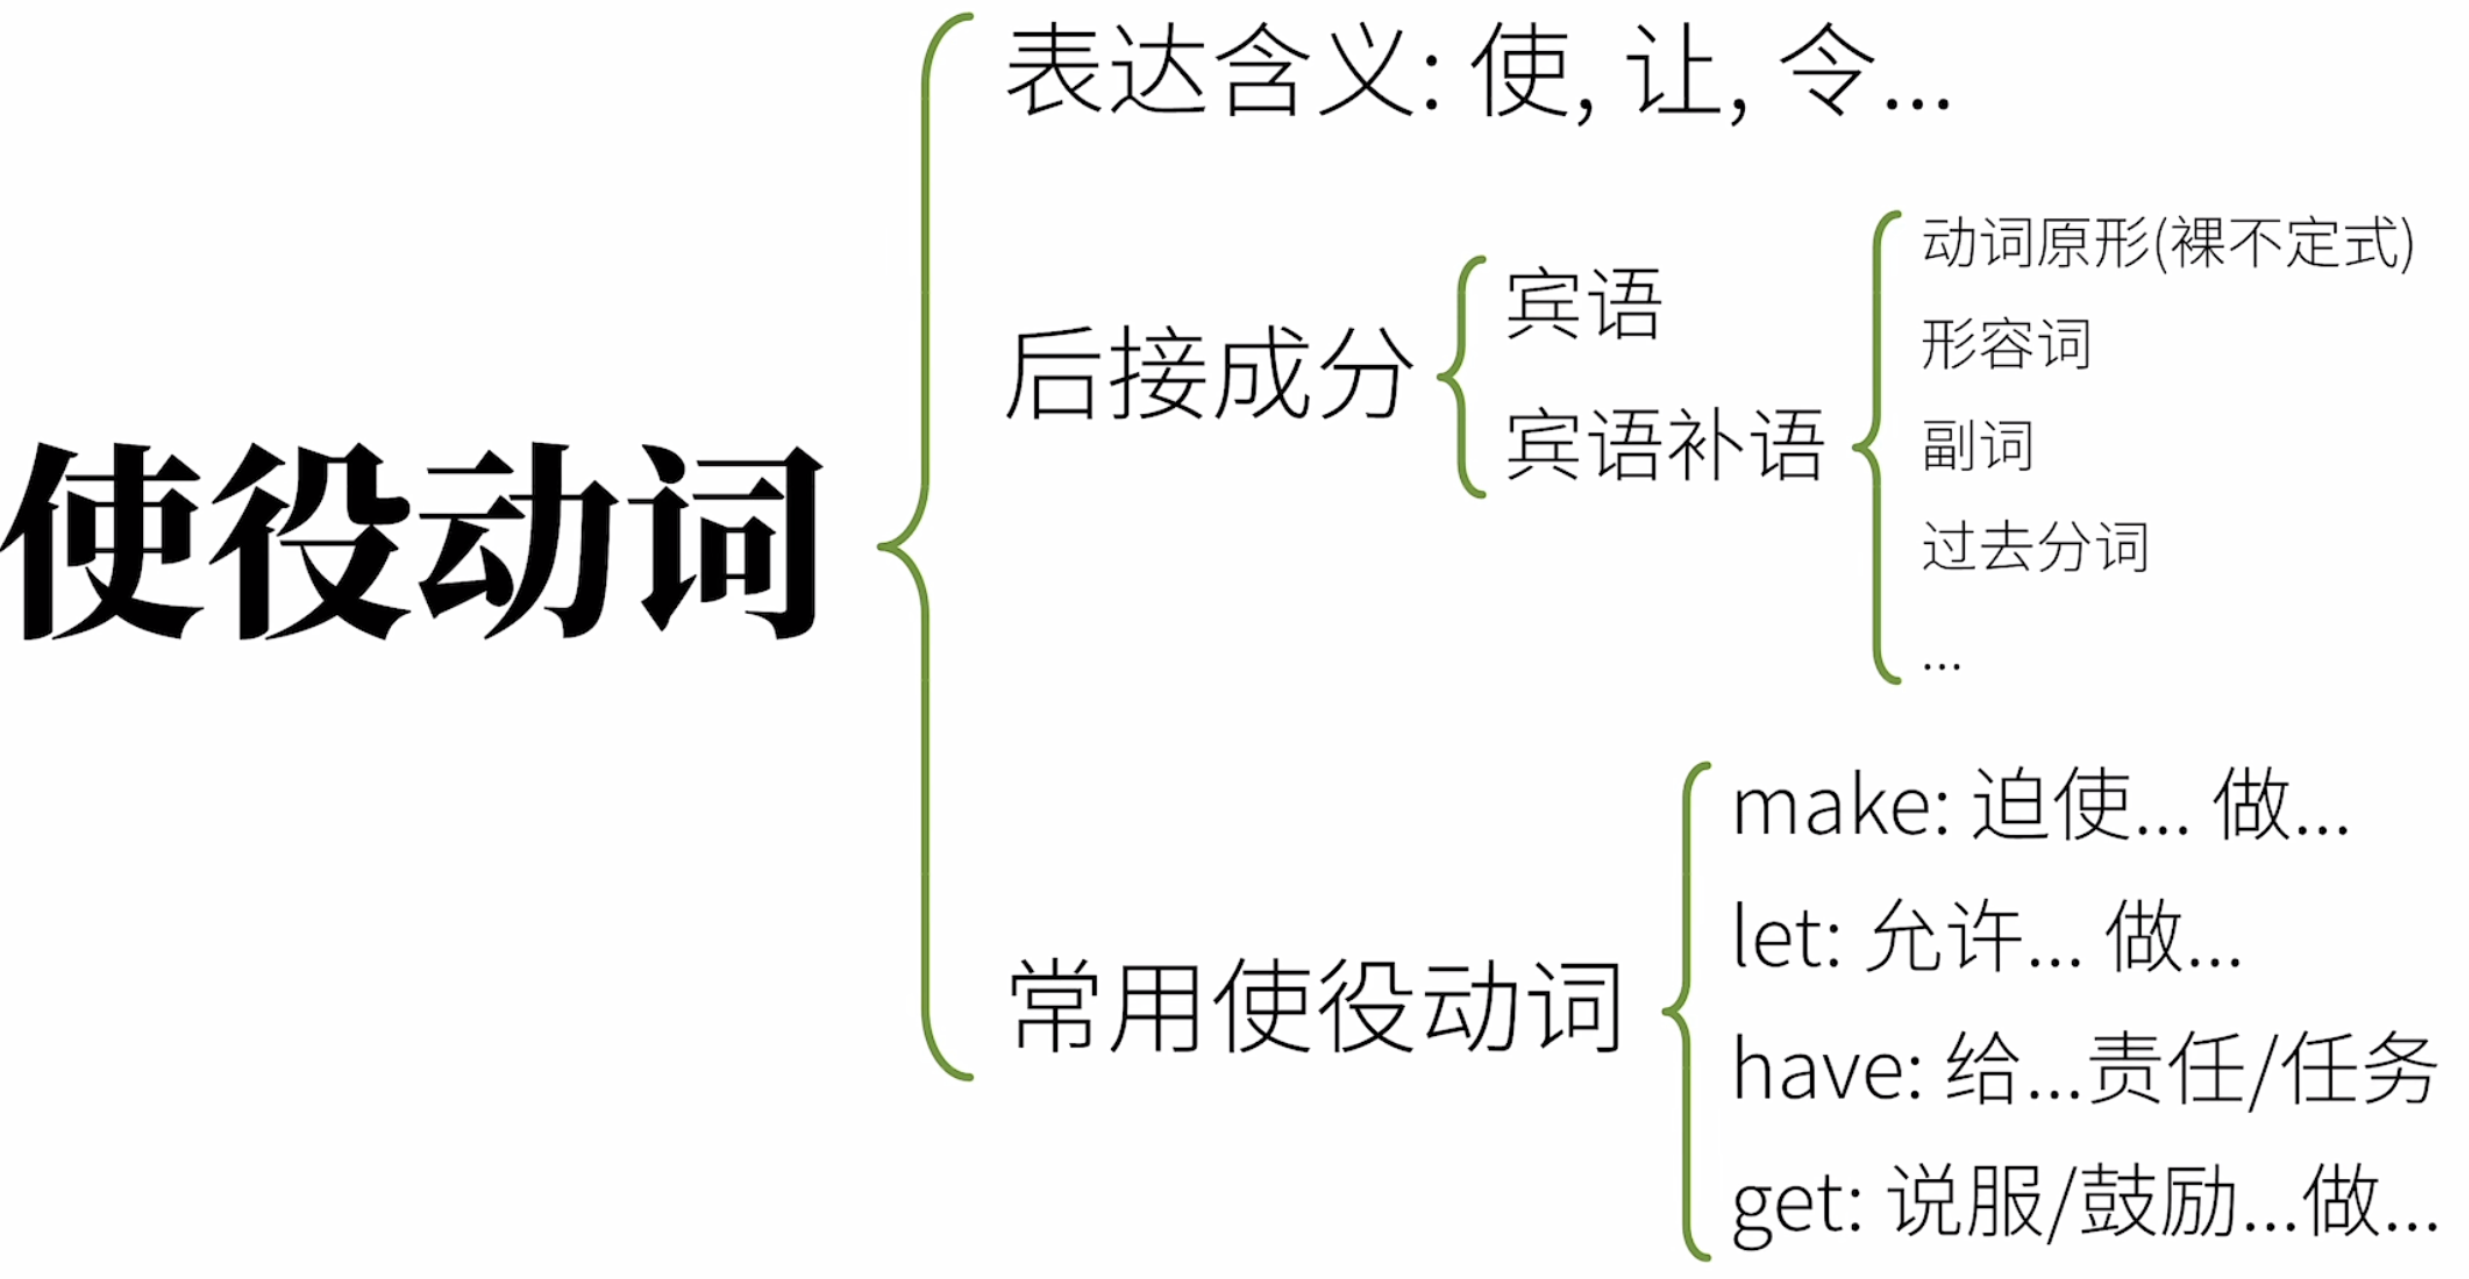 使役动词
表达含义: 使, 让, 令...
后接成分
宾语
宾语补语
动词原形(裸不定式)
形容词
副词
过去分词
...
常用使役动词
make: 迫使... 做...
let: 允许... 做...
have: 给...责任/任务
get: 说服/鼓励...做...